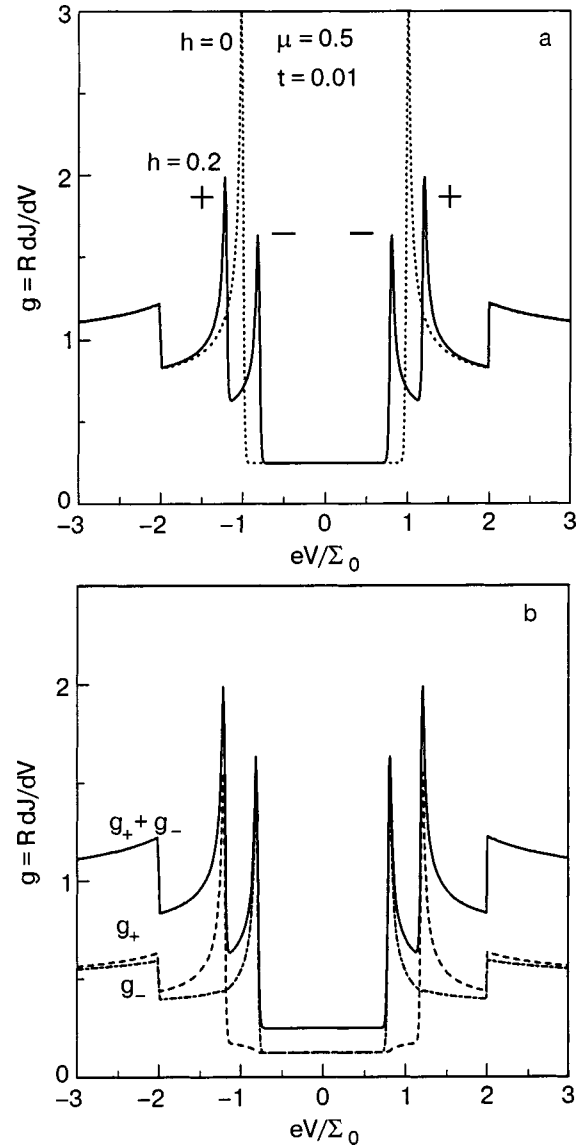 3
h = 0
μ = 0.5
a
t = 0.01
h = 0.2
+ − − +
2
g = R dJ/dV
1
0
−3 −2 −1 0 1 2 3
eV/Σ₀
b
2
g₊ + g₋
g = R dJ/dV
1
g₊
g₋
0
−3 −2 −1 0 1 2 3
eV/Σ₀